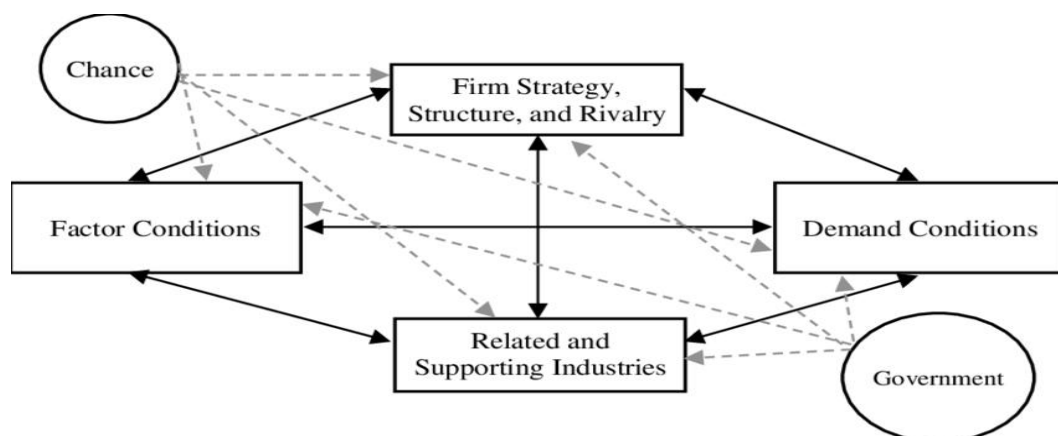 Chance
Firm Strategy,
Structure, and Rivalry
Factor Conditions
Demand Conditions
Related and
Supporting Industries
Government